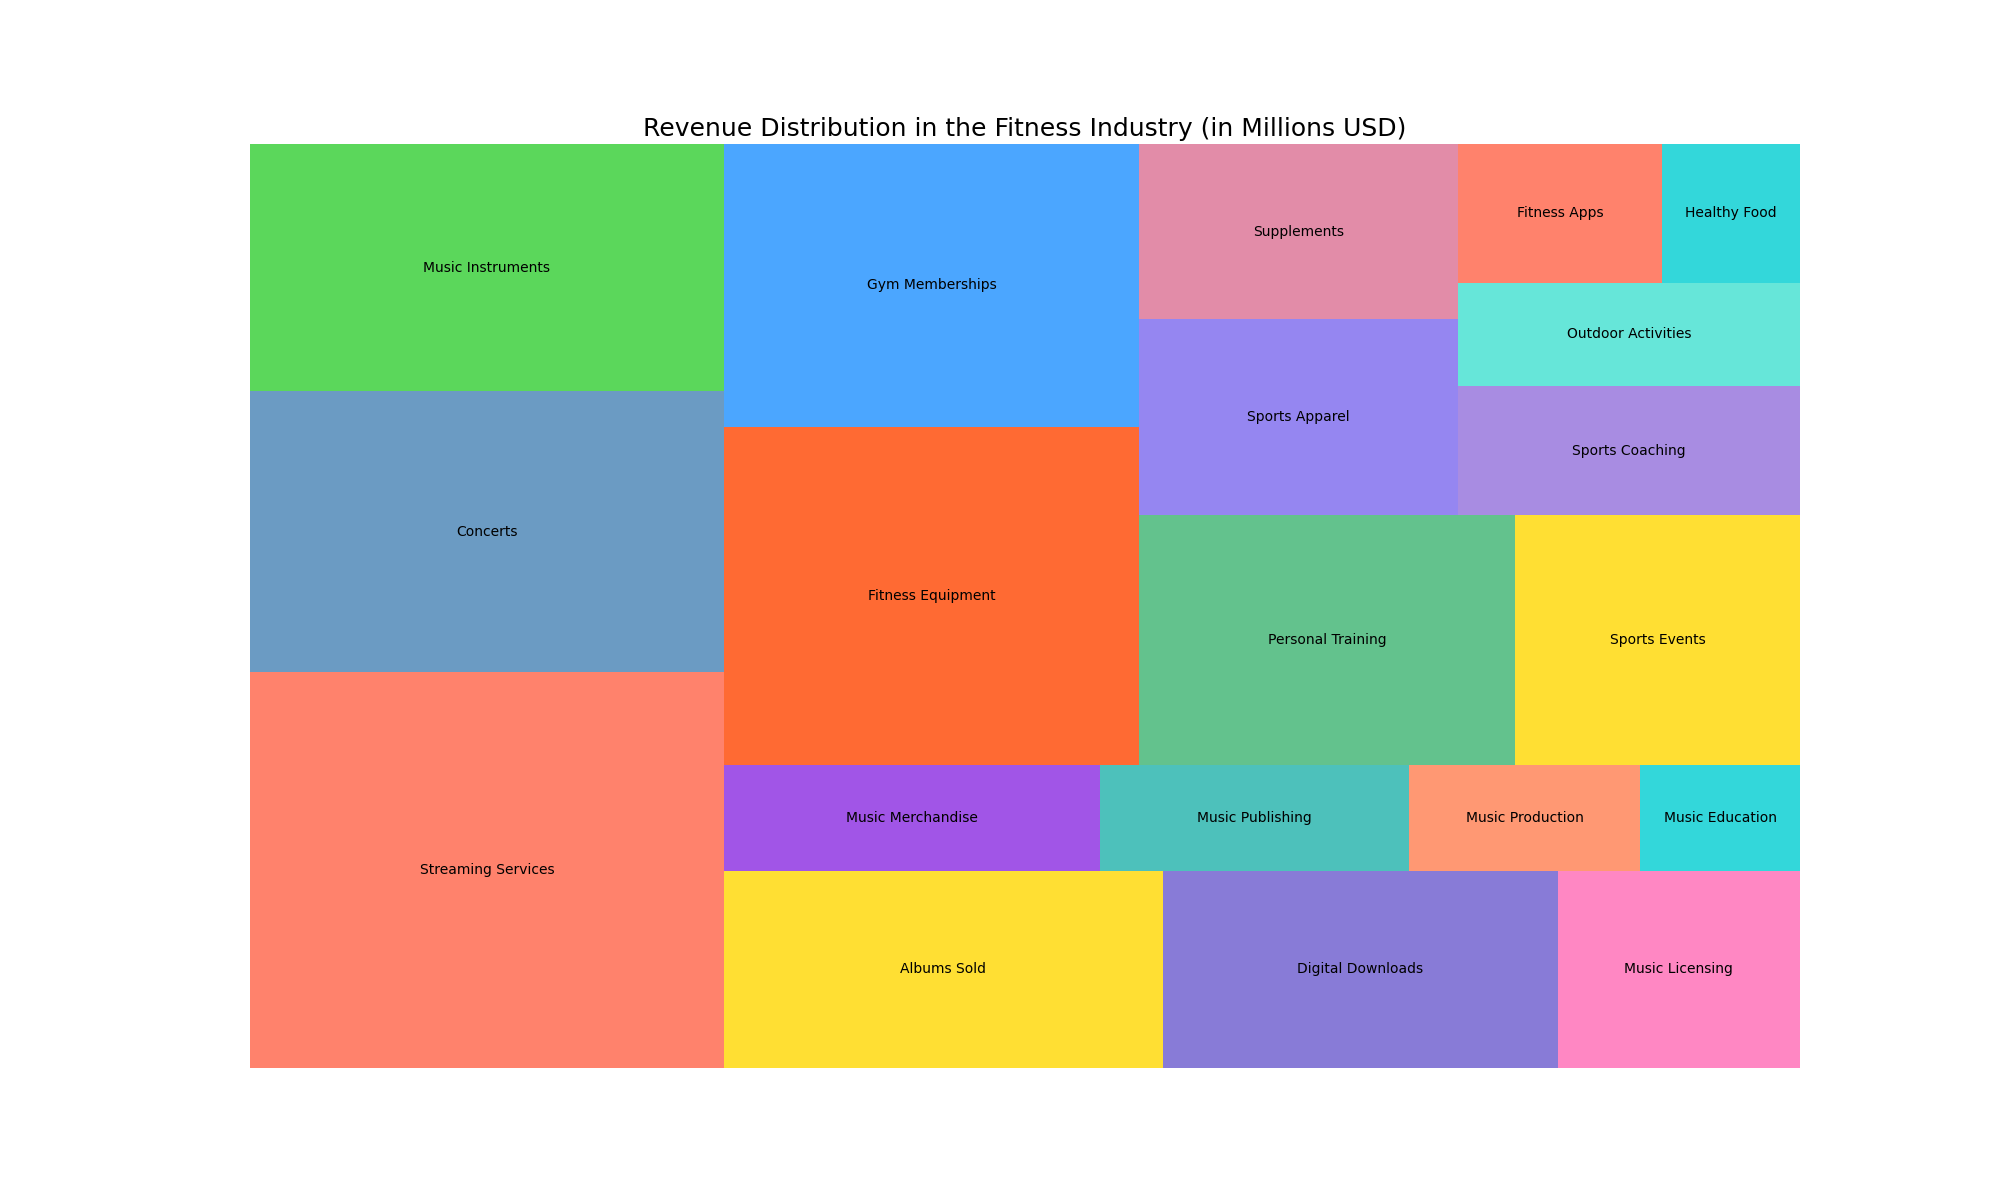 Revenue Distribution in the Fitness Industry (in Millions USD)
Music Instruments
Gym Memberships
Supplements
Fitness Apps
Healthy Food
Outdoor Activities
Sports Apparel
Sports Coaching
Concerts
Fitness Equipment
Personal Training
Sports Events
Streaming Services
Music Merchandise
Music Publishing
Music Production
Music Education
Albums Sold
Digital Downloads
Music Licensing